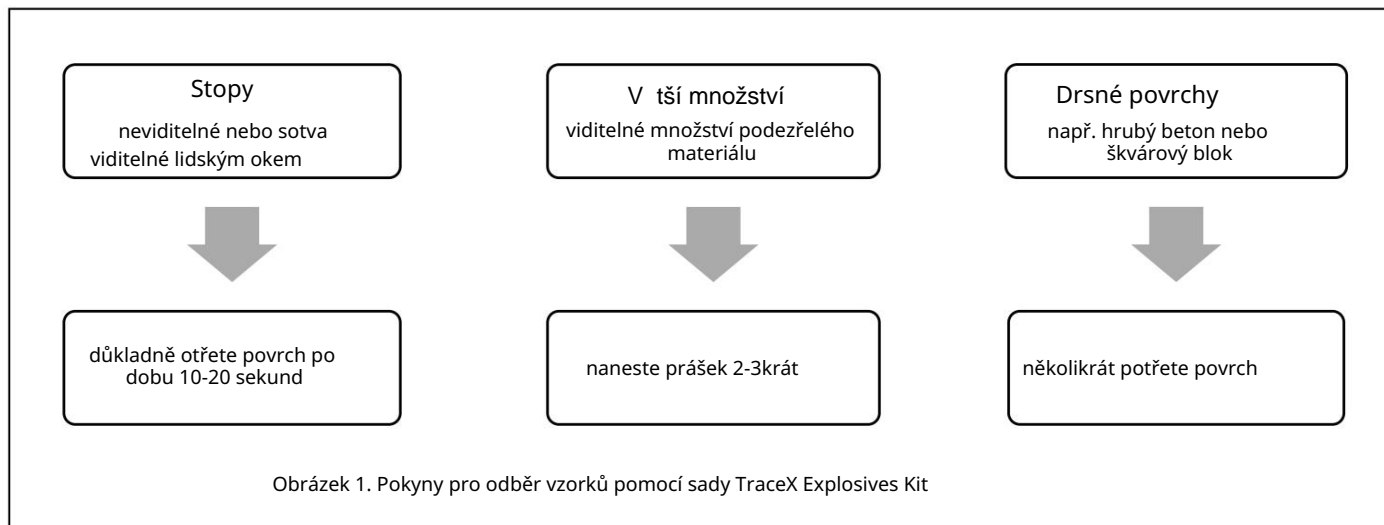 Stopy
neviditelné nebo sotva
viditelné lidským okem
V tší množství
viditelné množství podezřelého
materiálu
Drsné povrchy
např. hrubý beton nebo
škvárový blok
důkladně otřete povrch po
dobu 10-20 sekund
naneste prášek 2-3krát
několikrát potřete povrch
Obrázek 1. Pokyny pro odběr vzorků pomocí sady TraceX Explosives Kit